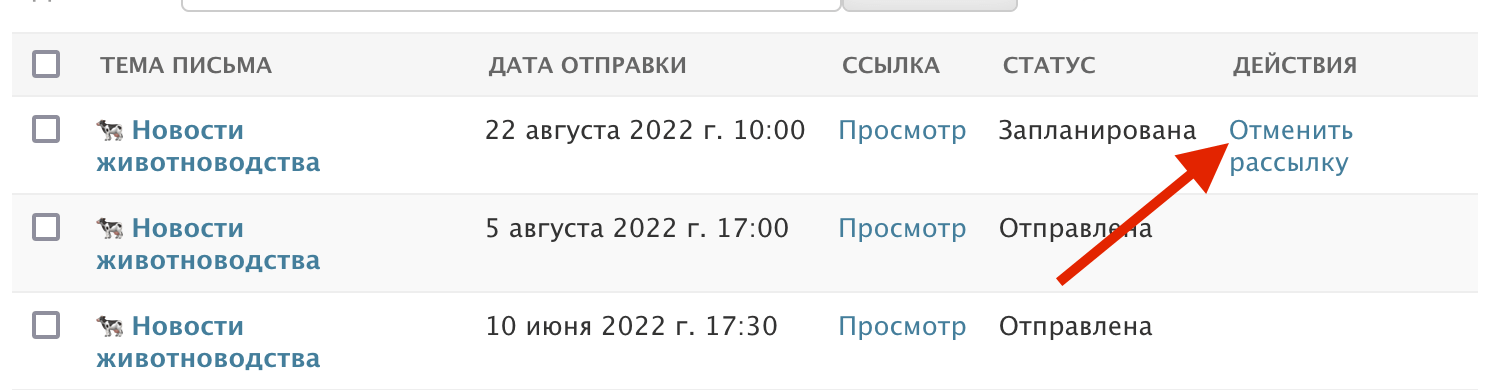 ТЕМА ПИСЬМА ДАТА ОТПРАВКИ ССЫЛКА СТАТУС ДЕЙСТВИЯ
Новости 22 августа 2022 г. 10:00 Просмотр Запланирована Отменить
животноводства рассылку
Новости 5 августа 2022 г. 17:00 Просмотр Отправлена
животноводства
Новости 10 июня 2022 г. 17:30 Просмотр Отправлена
животноводства